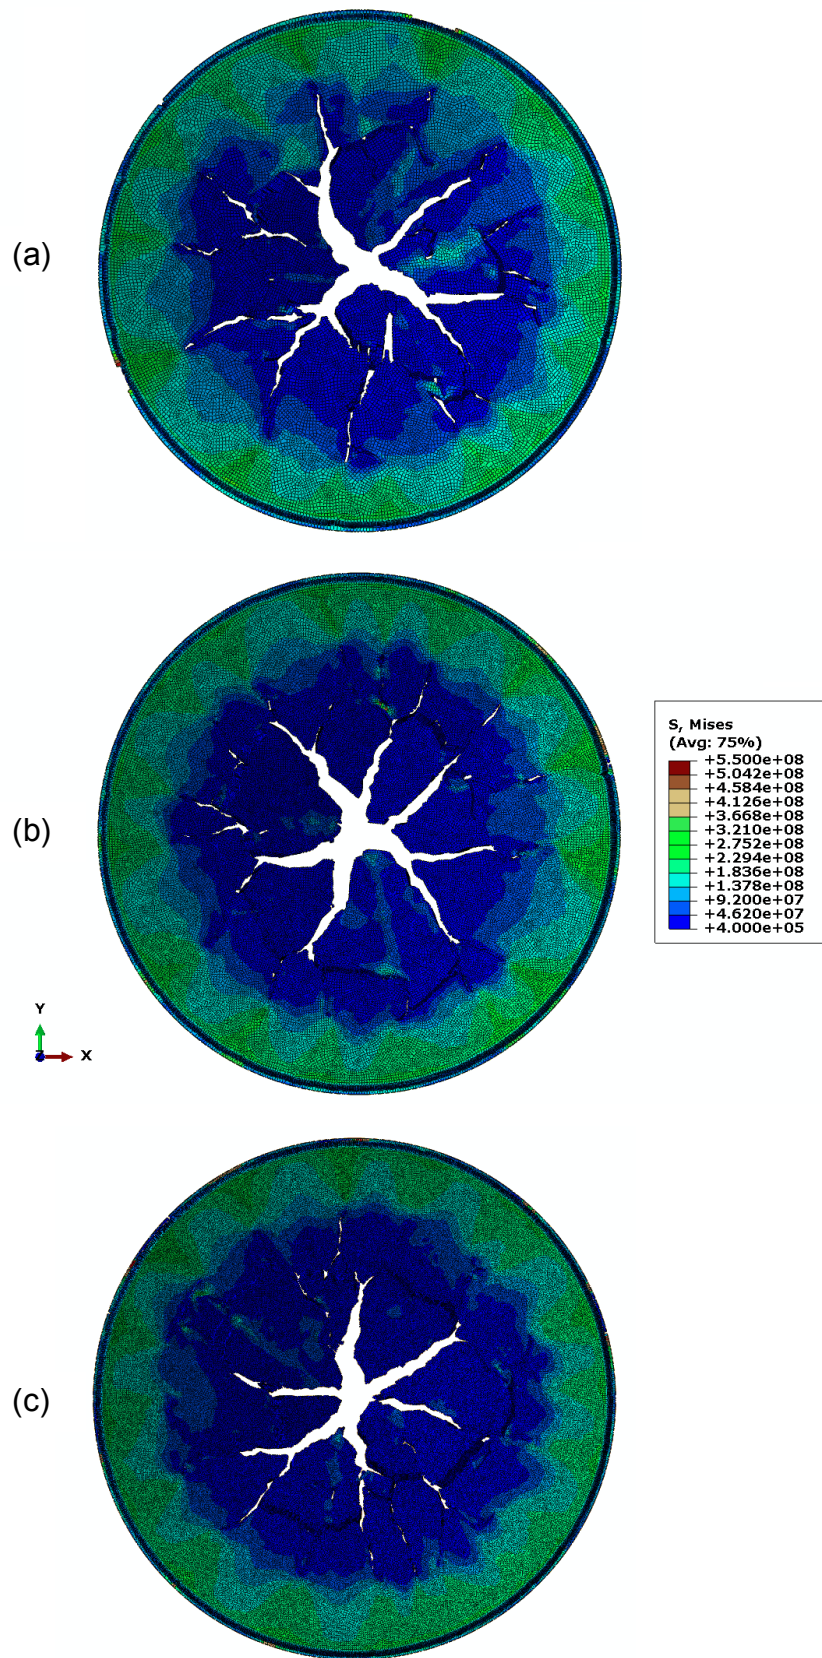 (a)
(b)
S, Mises
(Avg: 75%)
+5.500e+08
+5.042e+08
+4.584e+08
+4.126e+08
+3.668e+08
+3.210e+08
+2.752e+08
+2.294e+08
+1.836e+08
+1.378e+08
+9.200e+07
+4.620e+07
+4.000e+05
Y
X
(c)